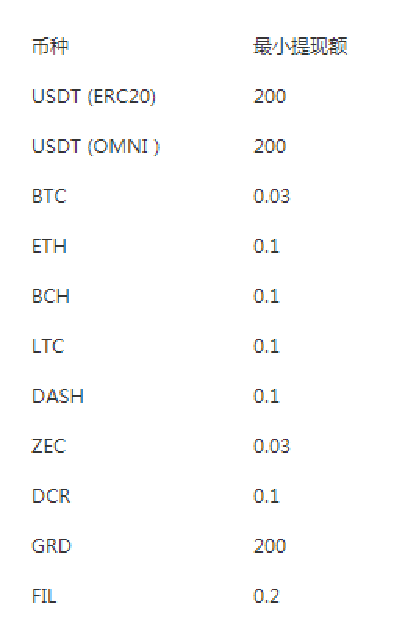 币种 最小提现额
USDT (ERC20) 200
USDT (OMNI ) 200
BTC 0.03
ETH 0.1
BCH 0.1
LTC 0.1
DASH 0.1
ZEC 0.03
DCR 0.1
GRD 200
FIL 0.2